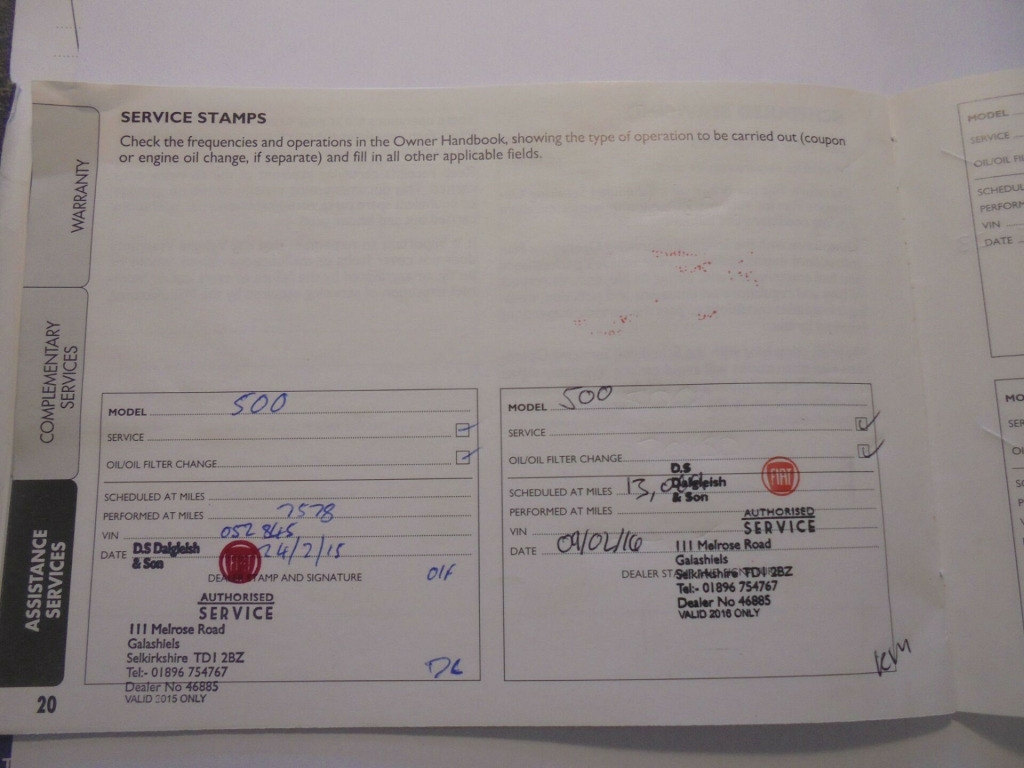 SERVICE STAMPS
Check the frequencies and operations in the Owner Handbook, showing the type of operation to be carried out (coupon
or engine oil change, if separate) and fill in all other applicable fields.
WARRANTY
COMPLEMENTARY
SERVICES
ASSISTANCE
SERVICES
20
MODEL 500
SERVICE
OIL/OIL FILTER CHANGE
SCHEDULED AT MILES
PERFORMED AT MILES 7578
VIN 052845
DATE 24/2/15
D.S Dalgleish
& Son
FIAT
DEALER STAMP AND SIGNATURE
AUTHORISED
SERVICE
111 Melrose Road
Galashiels
Selkirkshire TD1 2BZ
Tel:- 01896 754767
Dealer No 46885
VALID 2015 ONLY
MODEL 500
SERVICE
OIL/OIL FILTER CHANGE
D.S
Dalgleish
& Son
FIAT
SCHEDULED AT MILES
PERFORMED AT MILES
AUTHORISED
SERVICE
VIN
DATE 09/02/16
111 Melrose Road
Galashiels
DEALER
Selkirkshire TD1 2BZ
Tel:- 01896 754767
Dealer No 46885
VALID 2016 ONLY
MODEL
SERVICE
OIL/OIL
VIN
DATE